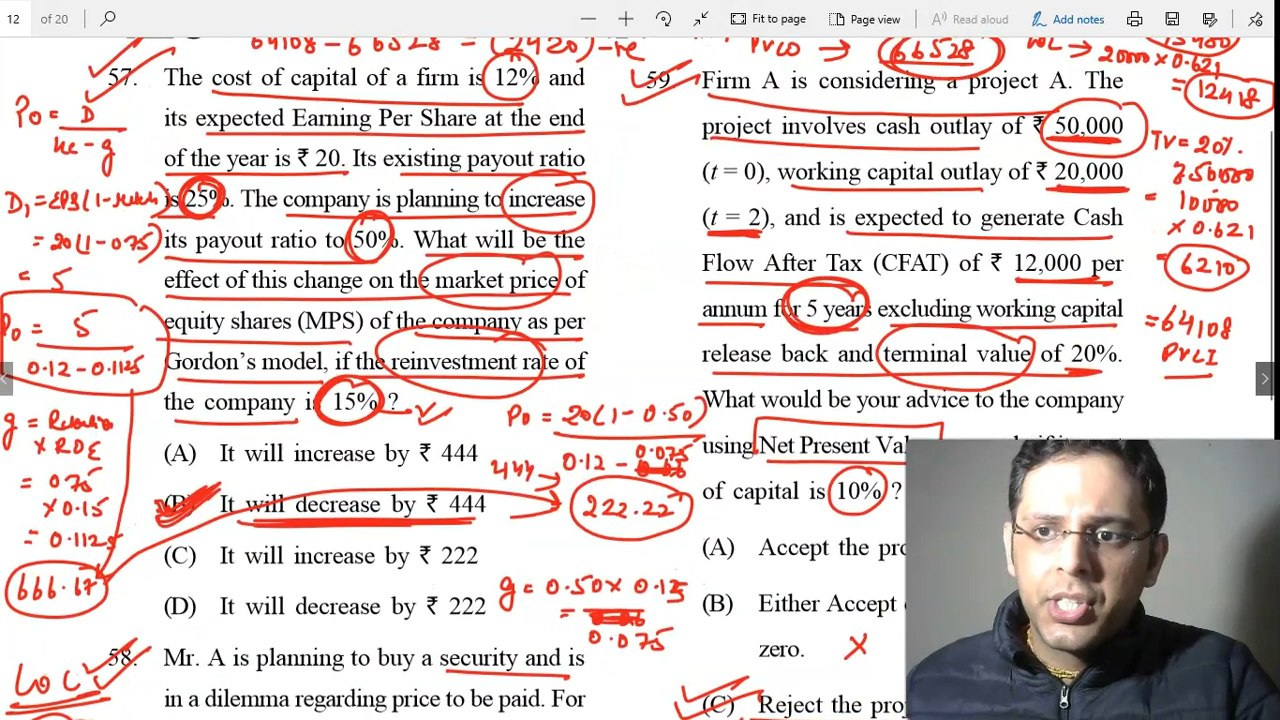 12 of 20
Fit to page
Page view
Read aloud
Add notes
64108 - 66528 = (2420) -ve
PVCO → 66528
20000 × 0.621
= 12418
57. The cost of capital of a firm is 12% and
its expected Earning Per Share at the end
of the year is ₹ 20. Its existing payout ratio
is 25%. The company is planning to increase
its payout ratio to 50%. What will be the
effect of this change on the market price of
equity shares (MPS) of the company as per
Gordon's model, if the reinvestment rate of
the company is 15% ?
(A) It will increase by ₹ 444
(B) It will decrease by ₹ 444
(C) It will increase by ₹ 222
(D) It will decrease by ₹ 222
58. Mr. A is planning to buy a security and is
in a dilemma regarding price to be paid. For
P0 = D
ke - g
= 20(1 - 0.75)
= 5
P0 = 5
0.12 - 0.1125
× ROE
= 0.75
× 0.15
= 0.1125
666.67
P0 = 20(1 - 0.50)
0.12 - 0.075
444
222.22
g = 0.50 × 0.15
0.075
59. Firm A is considering a project A. The
project involves cash outlay of ₹ 50,000
(t = 0), working capital outlay of ₹ 20,000
(t = 2), and is expected to generate Cash
Flow After Tax (CFAT) of ₹ 12,000 per
annum for 5 years excluding working capital
release back and terminal value of 20%.
What would be your advice to the company
using Net Present Val
of capital is 10% ?
(A) Accept the pro
(B) Either Accept
zero.
(C) Reject the pro
TV = 20%
= 10000
× 0.621
= 6210
= 64108
PVCI